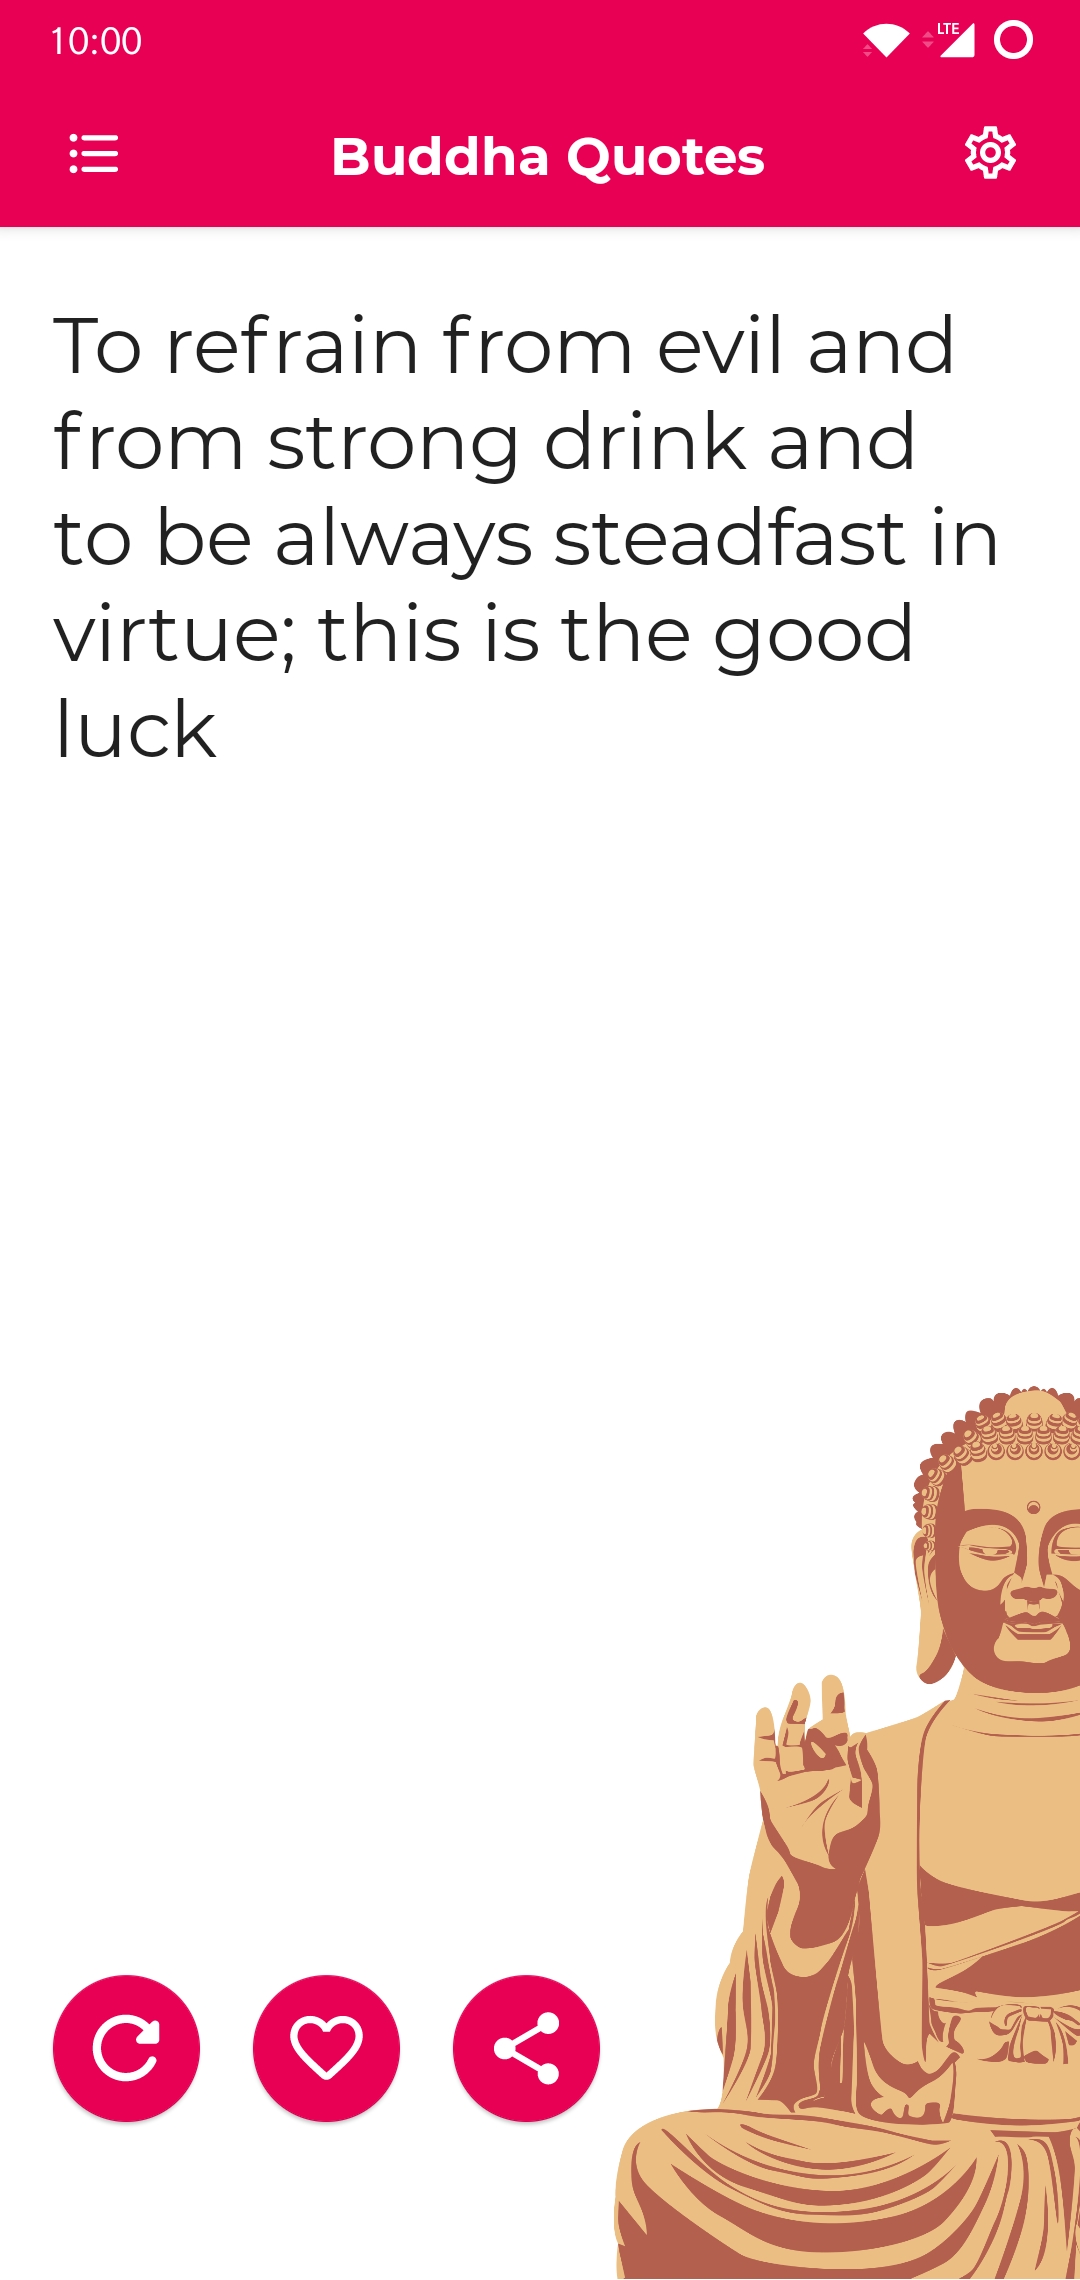 10:00
LTE
Buddha Quotes
To refrain from evil and
from strong drink and
to be always steadfast in
virtue; this is the good
luck